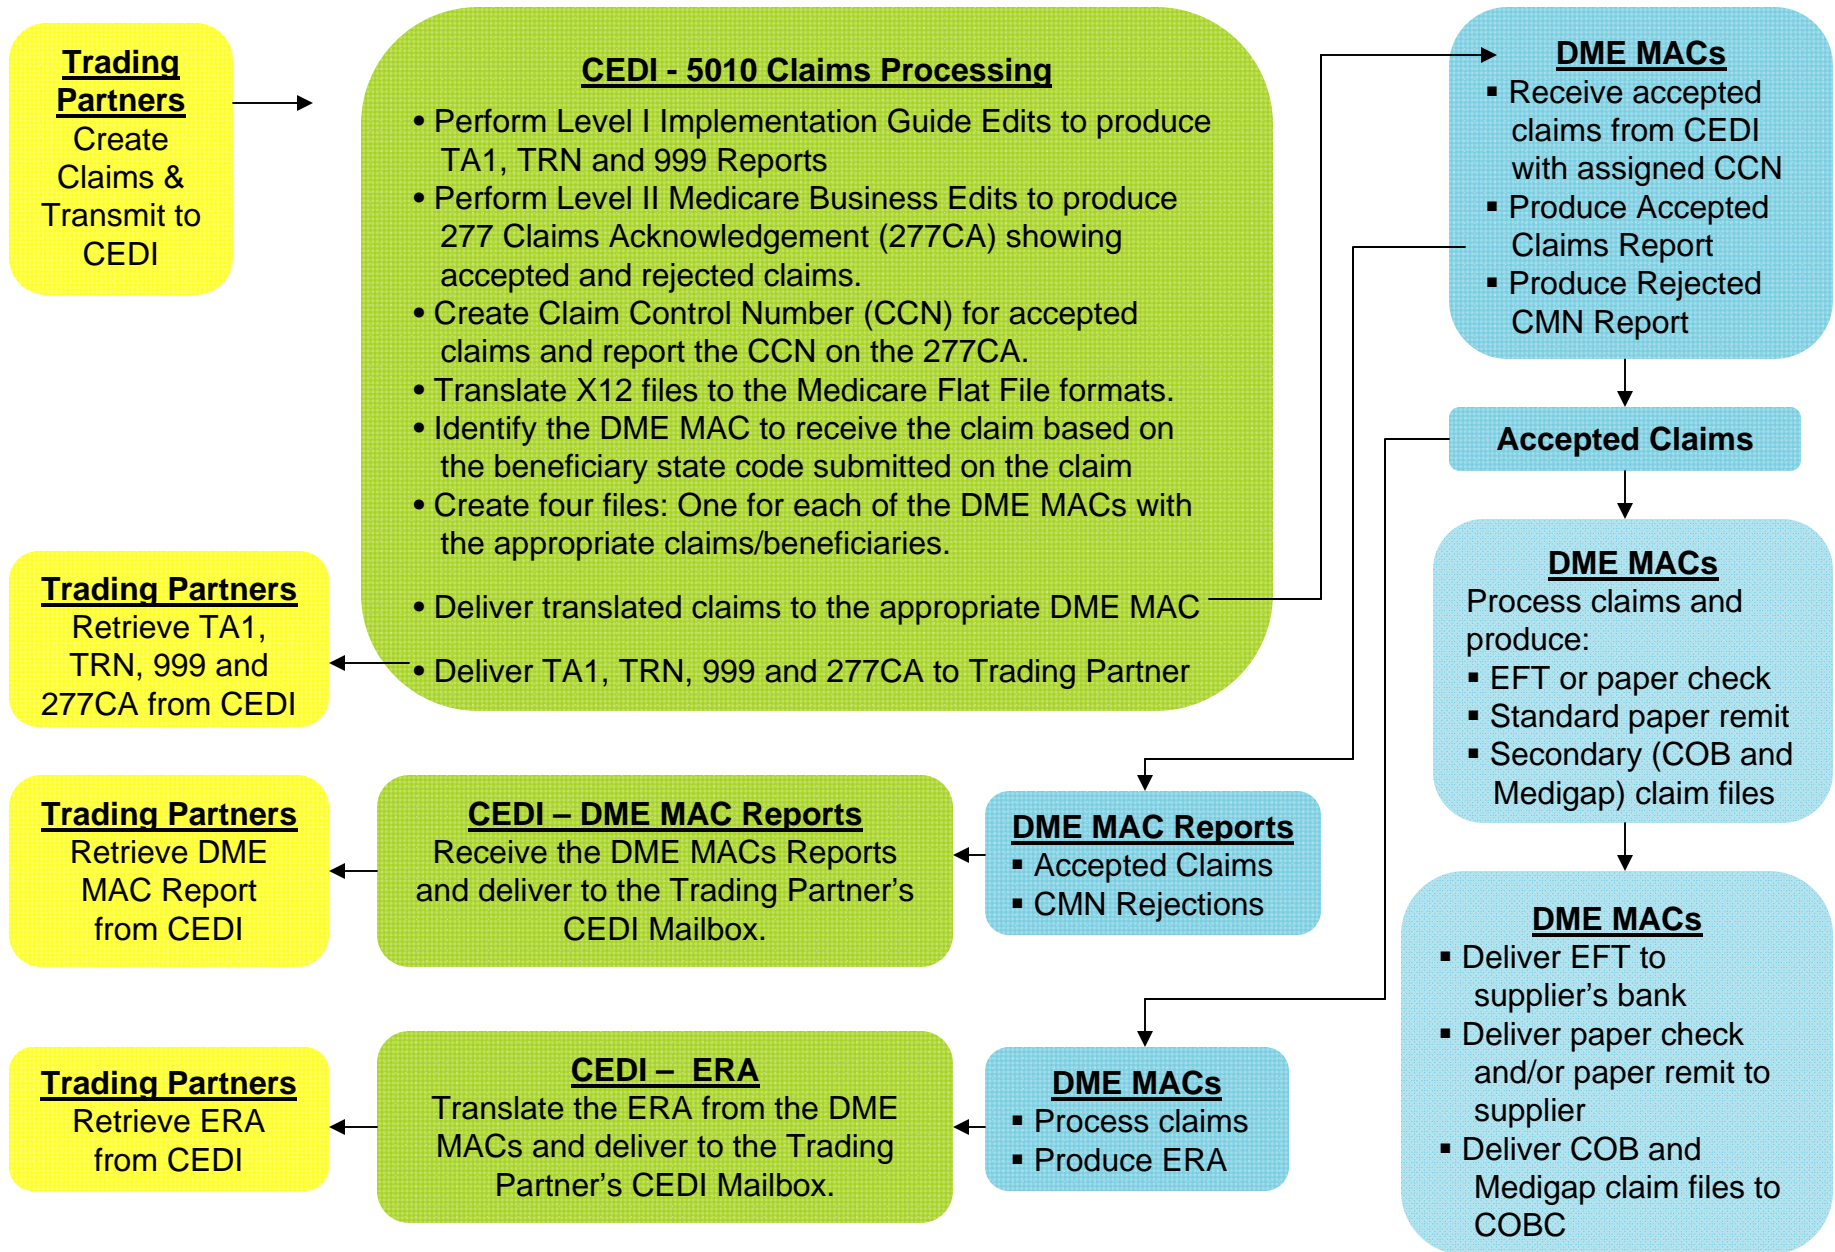 Trading
Partners
Create
Claims &
Transmit to
CEDI
CEDI - 5010 Claims Processing
• Perform Level I Implementation Guide Edits to produce
TA1, TRN and 999 Reports
• Perform Level II Medicare Business Edits to produce
277 Claims Acknowledgement (277CA) showing
accepted and rejected claims.
• Create Claim Control Number (CCN) for accepted
claims and report the CCN on the 277CA.
• Translate X12 files to the Medicare Flat File formats.
• Identify the DME MAC to receive the claim based on
the beneficiary state code submitted on the claim
• Create four files: One for each of the DME MACs with
the appropriate claims/beneficiaries.
• Deliver translated claims to the appropriate DME MAC
• Deliver TA1, TRN, 999 and 277CA to Trading Partner
DME MACs
▪ Receive accepted
claims from CEDI
with assigned CCN
▪ Produce Accepted
Claims Report
▪ Produce Rejected
CMN Report
Accepted Claims
DME MACs
Process claims and
produce:
▪ EFT or paper check
▪ Standard paper remit
▪ Secondary (COB and
Medigap) claim files
DME MACs
▪ Deliver EFT to
supplier’s bank
▪ Deliver paper check
and/or paper remit to
supplier
▪ Deliver COB and
Medigap claim files to
COBC
Trading Partners
Retrieve TA1,
TRN, 999 and
277CA from CEDI
Trading Partners
Retrieve DME
MAC Report
from CEDI
CEDI – DME MAC Reports
Receive the DME MACs Reports
and deliver to the Trading Partner’s
CEDI Mailbox.
DME MAC Reports
▪ Accepted Claims
▪ CMN Rejections
Trading Partners
Retrieve ERA
from CEDI
CEDI – ERA
Translate the ERA from the DME
MACs and deliver to the Trading
Partner’s CEDI Mailbox.
DME MACs
▪ Process claims
▪ Produce ERA